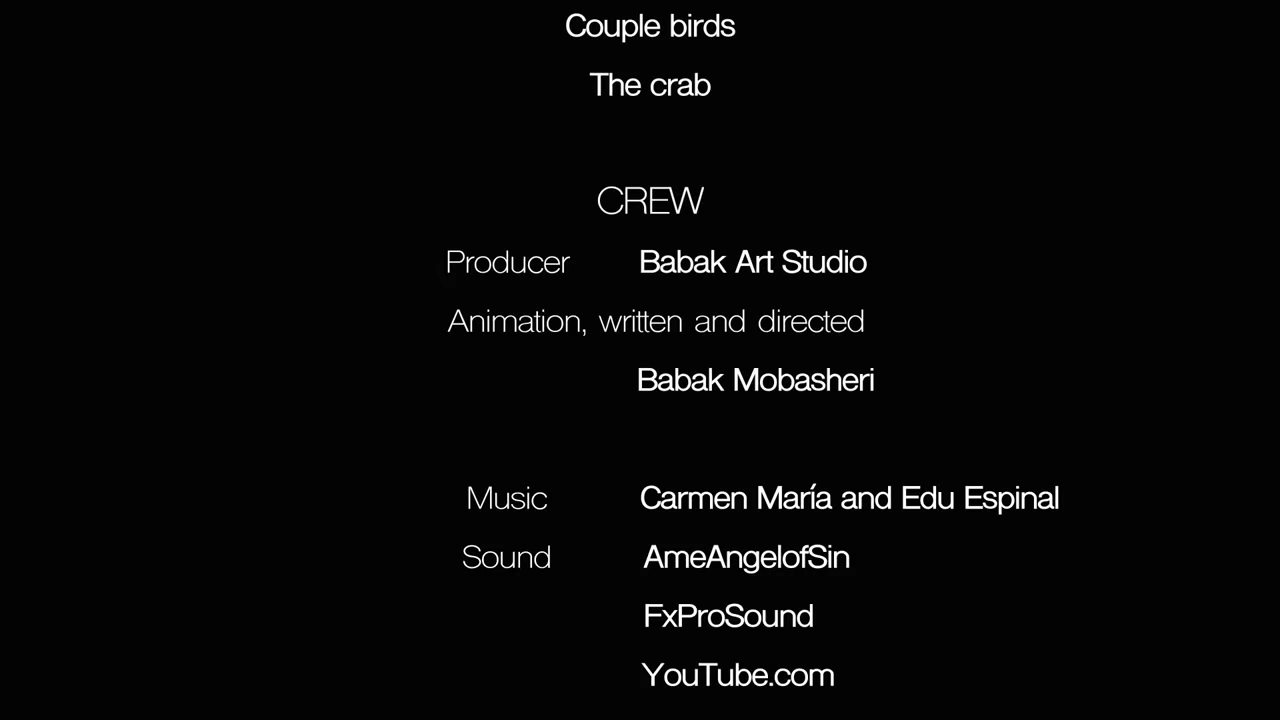 Couple birds
The crab
CREW
Producer Babak Art Studio
Animation, written and directed
Babak Mobasheri
Music Carmen María and Edu Espinal
Sound AmeAngelofSin
FxProSound
YouTube.com